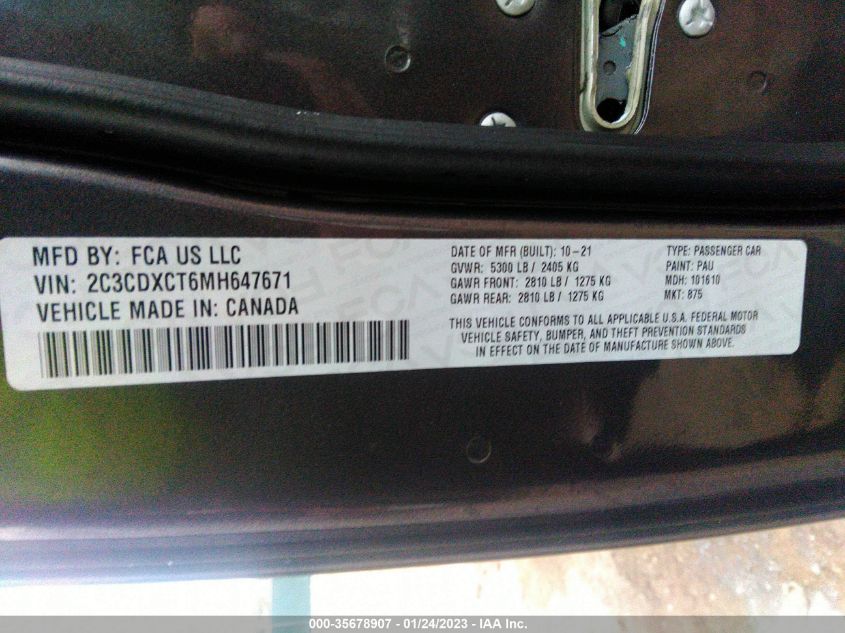 MFD BY: FCA US LLC
VIN: 2C3CDXCT6MH647671
VEHICLE MADE IN: CANADA
DATE OF MFR (BUILT): 10-21
GVWR: 5300 LB / 2405 KG
GAWR FRONT: 2810 LB / 1275 KG
GAWR REAR: 2810 LB / 1275 KG
TYPE: PASSENGER CAR
PAINT: PAU
MDH: 101610
MKT: 875
THIS VEHICLE CONFORMS TO ALL APPLICABLE U.S.A. FEDERAL MOTOR
VEHICLE SAFETY, BUMPER, AND THEFT PREVENTION STANDARDS
IN EFFECT ON THE DATE OF MANUFACTURE SHOWN ABOVE.
000-35678907 - 01/24/2023 - IAA Inc.